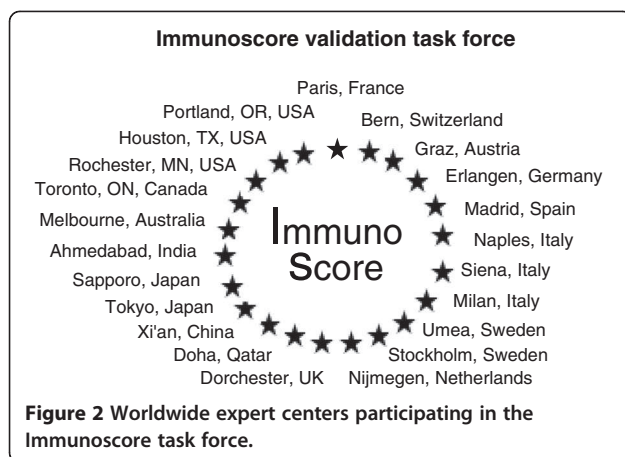 Immunoscore validation task force
Paris, France
Portland, OR, USA
Bern, Switzerland
Houston, TX, USA
Graz, Austria
Rochester, MN, USA
Erlangen, Germany
Toronto, ON, Canada
Madrid, Spain
Melbourne, Australia
Naples, Italy
Immuno
Score
Ahmedabad, India
Siena, Italy
Sapporo, Japan
Milan, Italy
Tokyo, Japan
Umea, Sweden
Xi'an, China
Stockholm, Sweden
Doha, Qatar
Nijmegen, Netherlands
Dorchester, UK
Figure 2 Worldwide expert centers participating in the
Immunoscore task force.